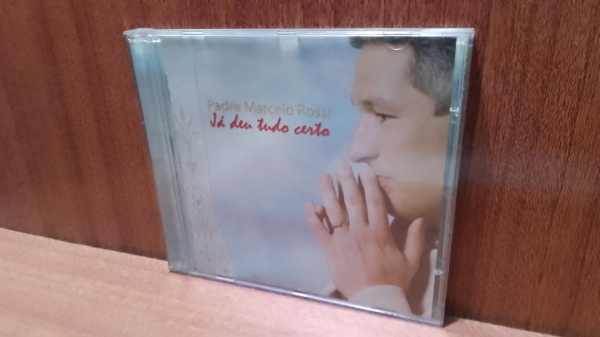 Padre Marcelo Rossi
Já deu tudo certo